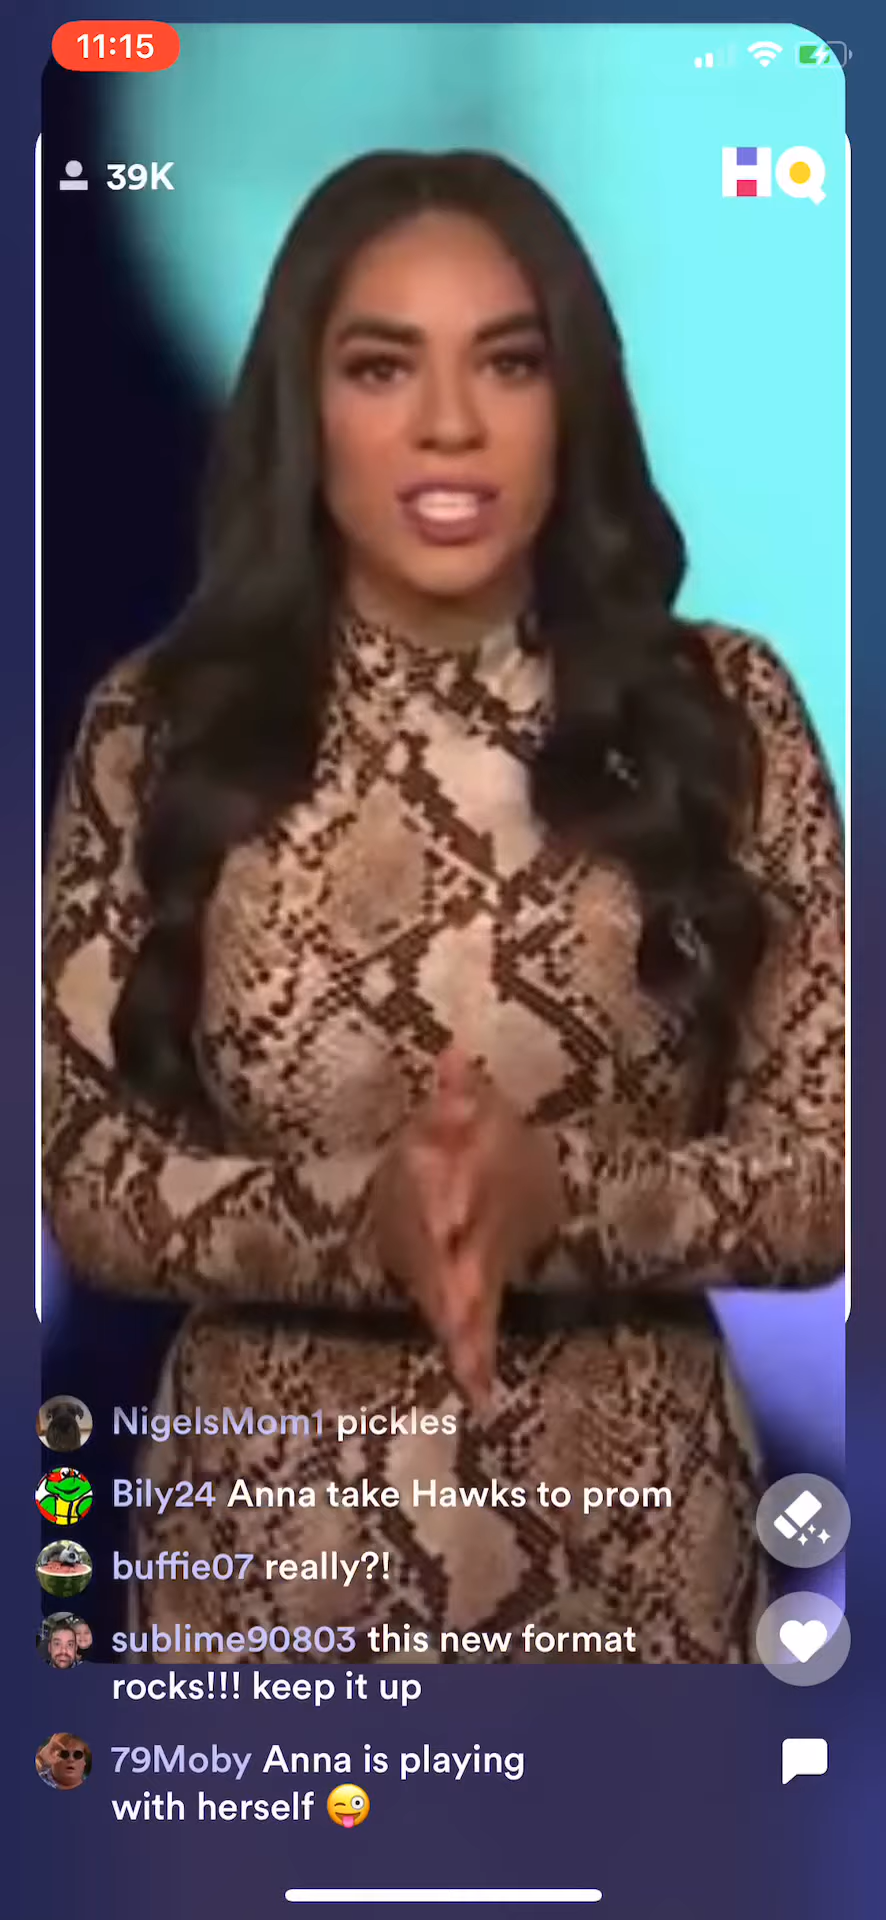 11:15
39K
HQ
NigelsMom1 pickles
Bily24 Anna take Hawks to prom
buffie07 really?!
sublime90803 this new format
rocks!!! keep it up
79Moby Anna is playing
with herself 😜